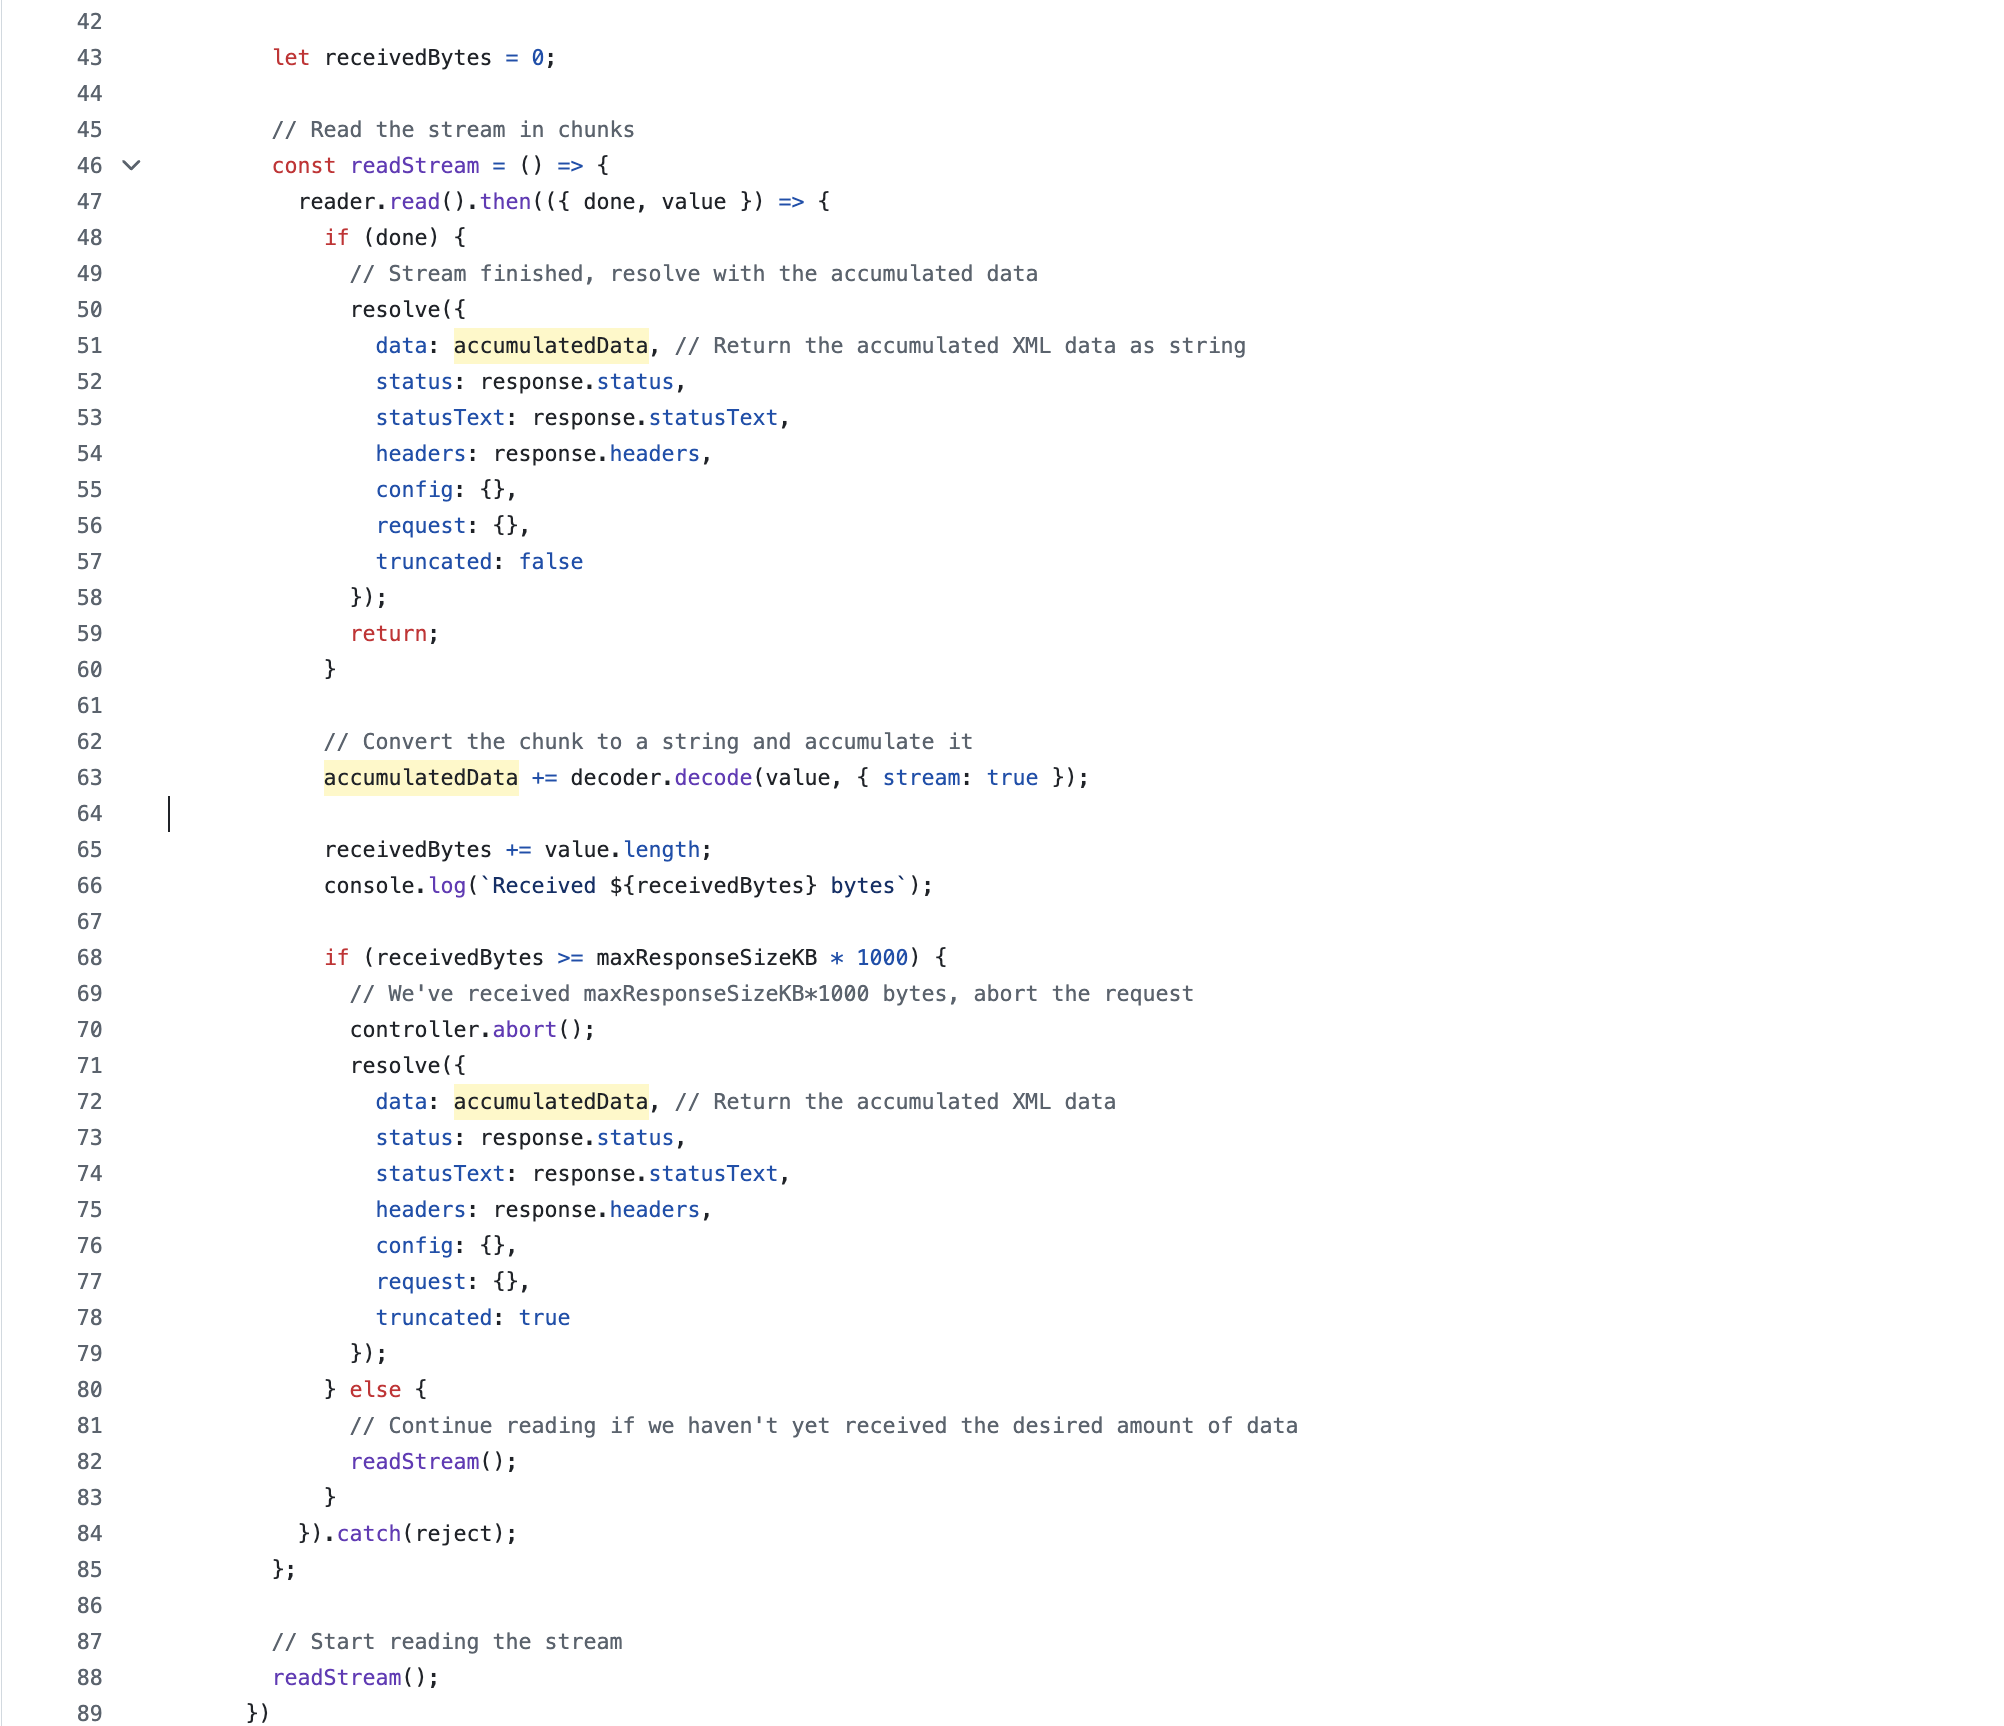 42
43 let receivedBytes = 0;
44
45 // Read the stream in chunks
46 const readStream = () => {
47 reader.read().then(({ done, value }) => {
48 if (done) {
49 // Stream finished, resolve with the accumulated data
50 resolve({
51 data: accumulatedData, // Return the accumulated XML data as string
52 status: response.status,
53 statusText: response.statusText,
54 headers: response.headers,
55 config: {},
56 request: {},
57 truncated: false
58 });
59 return;
60 }
61
62 // Convert the chunk to a string and accumulate it
63 accumulatedData += decoder.decode(value, { stream: true });
64
65 receivedBytes += value.length;
66 console.log(`Received ${receivedBytes} bytes`);
67
68 if (receivedBytes >= maxResponseSizeKB * 1000) {
69 // We've received maxResponseSizeKB*1000 bytes, abort the request
70 controller.abort();
71 resolve({
72 data: accumulatedData, // Return the accumulated XML data
73 status: response.status,
74 statusText: response.statusText,
75 headers: response.headers,
76 config: {},
77 request: {},
78 truncated: true
79 });
80 } else {
81 // Continue reading if we haven't yet received the desired amount of data
82 readStream();
83 }
84 }).catch(reject);
85 };
86
87 // Start reading the stream
88 readStream();
89 })